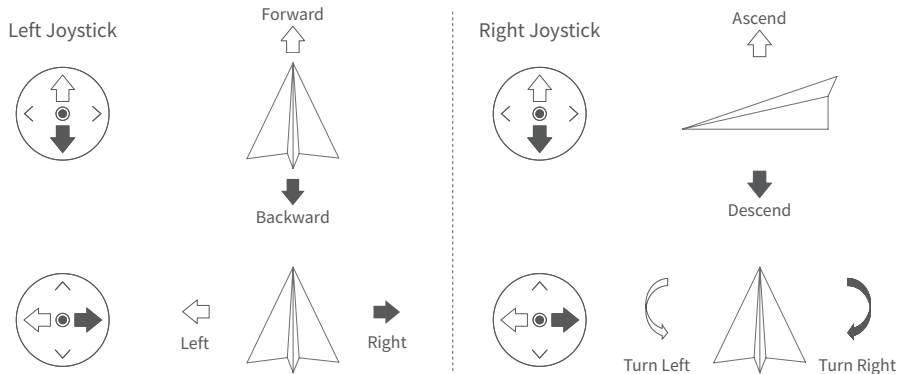 Left Joystick
Forward
Backward
Left
Right
Right Joystick
Ascend
Descend
Turn Left
Turn Right